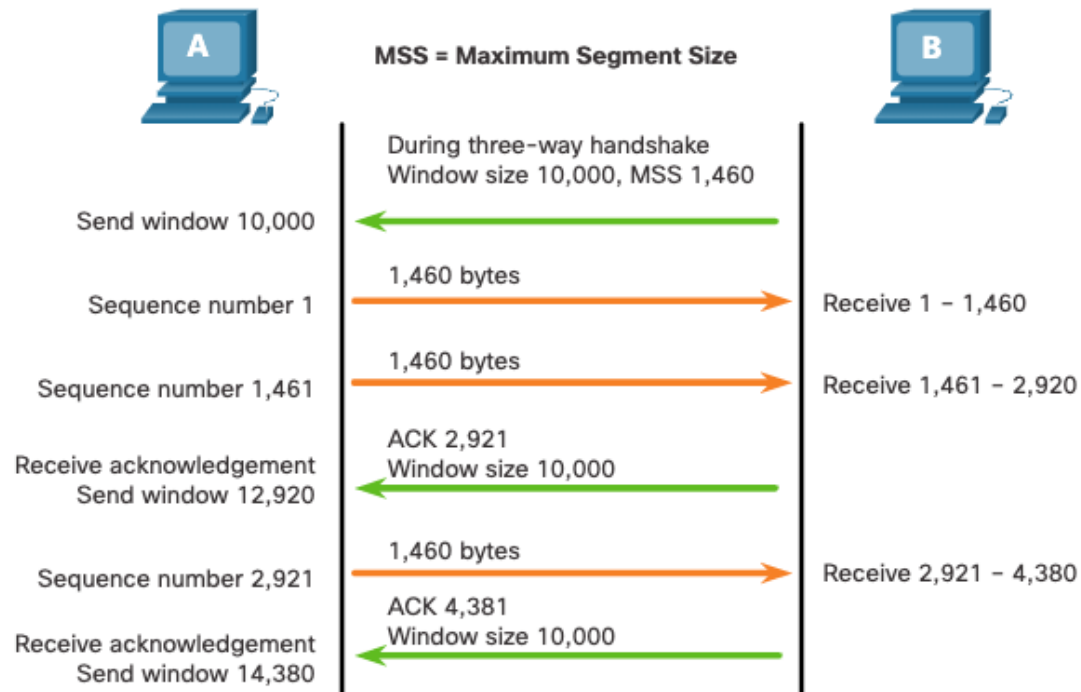 A
MSS = Maximum Segment Size
B
During three-way handshake
Window size 10,000, MSS 1,460
Send window 10,000
1,460 bytes
Sequence number 1
Receive 1 – 1,460
1,460 bytes
Sequence number 1,461
Receive 1,461 – 2,920
ACK 2,921
Window size 10,000
Receive acknowledgement
Send window 12,920
1,460 bytes
Sequence number 2,921
Receive 2,921 – 4,380
ACK 4,381
Window size 10,000
Receive acknowledgement
Send window 14,380